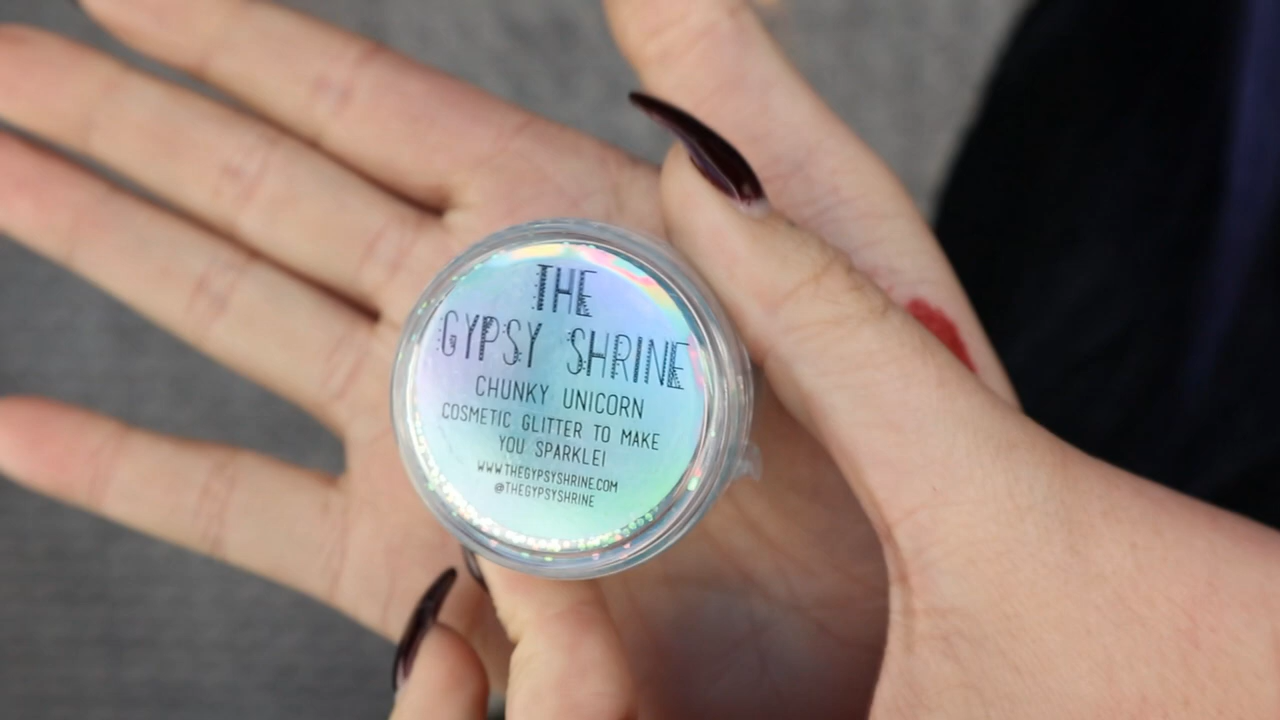 THE
GYPSY SHRINE
CHUNKY UNICORN
COSMETIC GLITTER TO MAKE
YOU SPARKLE!
WWW.THEGYPSYSHRINE.COM
@THEGYPSYSHRINE